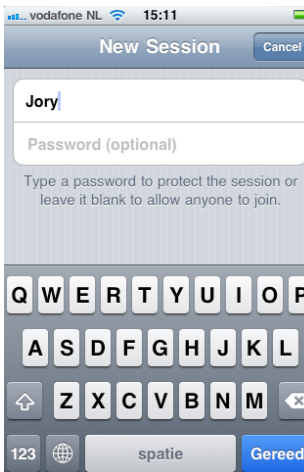 vodafone NL 15:11
New Session
Cancel
Jory
Password (optional)
Type a password to protect the session or
leave it blank to allow anyone to join.
Q W E R T Y U I O P
A S D F G H J K L
Z X C V B N M
123 spatie Gereed